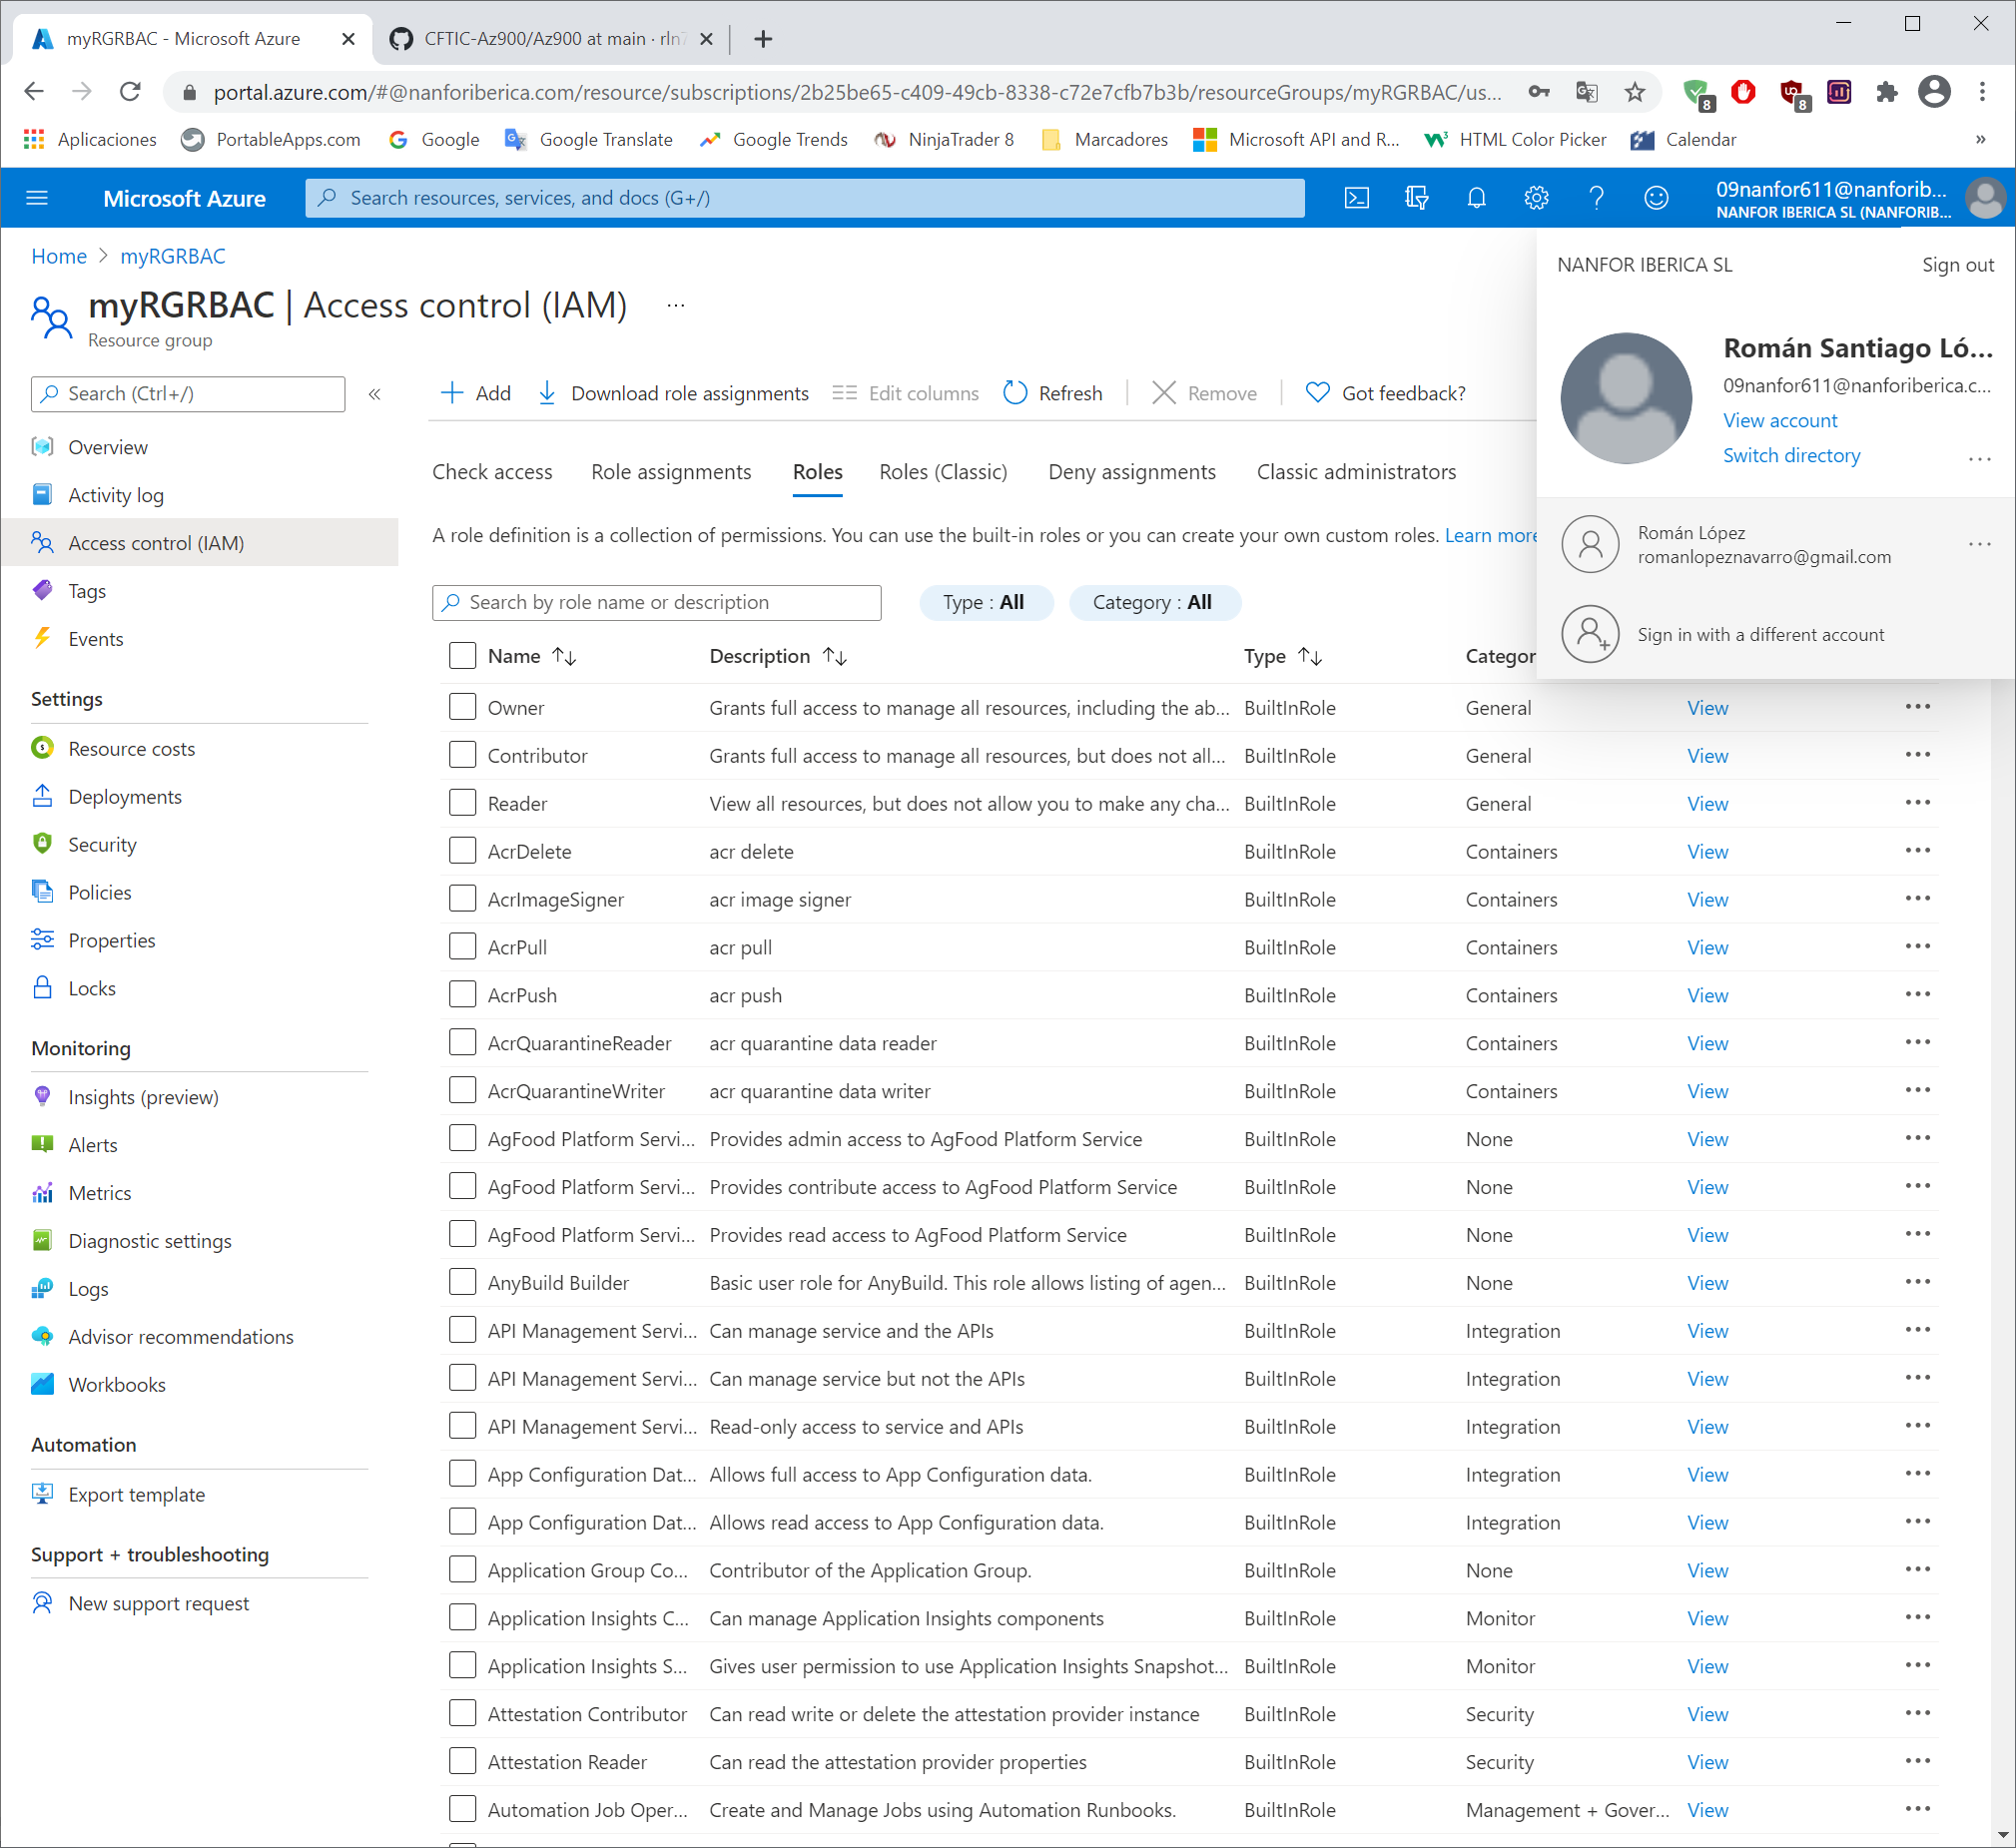 myRGRBAC - Microsoft Azure
CFTIC-Az900/Az900 at main · rln
portal.azure.com/#@nanforiberica.com/resource/subscriptions/2b25be65-c409-49cb-8338-c72e7cfb7b3b/resourceGroups/myRGRBAC/us...
8
8
Aplicaciones
PortableApps.com
Google
Google Translate
Google Trends
NinjaTrader 8
Marcadores
Microsoft API and R...
HTML Color Picker
Calendar
»
Microsoft Azure
Search resources, services, and docs (G+/)
09nanfor611@nanforib...
NANFOR IBERICA SL (NANFORIB...
Home > myRGRBAC
myRGRBAC | Access control (IAM) ...
Resource group
NANFOR IBERICA SL
Sign out
Román Santiago Ló...
09nanfor611@nanforiberica.c...
View account
Switch directory
...
Román López
romanlopeznavarro@gmail.com
...
Sign in with a different account
Search (Ctrl+/)
«
Overview
Activity log
Access control (IAM)
Tags
Events
Settings
Resource costs
Deployments
Security
Policies
Properties
Locks
Monitoring
Insights (preview)
Alerts
Metrics
Diagnostic settings
Logs
Advisor recommendations
Workbooks
Automation
Export template
Support + troubleshooting
New support request
Add
Download role assignments
Edit columns
Refresh
Remove
Got feedback?
Check access
Role assignments
Roles
Roles (Classic)
Deny assignments
Classic administrators
A role definition is a collection of permissions. You can use the built-in roles or you can create your own custom roles. Learn more
Search by role name or description
Type : All
Category : All
Name Description Type Categor
Owner Grants full access to manage all resources, including the ab... BuiltInRole General View ...
Contributor Grants full access to manage all resources, but does not all... BuiltInRole General View ...
Reader View all resources, but does not allow you to make any cha... BuiltInRole General View ...
AcrDelete acr delete BuiltInRole Containers View ...
AcrImageSigner acr image signer BuiltInRole Containers View ...
AcrPull acr pull BuiltInRole Containers View ...
AcrPush acr push BuiltInRole Containers View ...
AcrQuarantineReader acr quarantine data reader BuiltInRole Containers View ...
AcrQuarantineWriter acr quarantine data writer BuiltInRole Containers View ...
AgFood Platform Servi... Provides admin access to AgFood Platform Service BuiltInRole None View ...
AgFood Platform Servi... Provides contribute access to AgFood Platform Service BuiltInRole None View ...
AgFood Platform Servi... Provides read access to AgFood Platform Service BuiltInRole None View ...
AnyBuild Builder Basic user role for AnyBuild. This role allows listing of agen... BuiltInRole None View ...
API Management Servi... Can manage service and the APIs BuiltInRole Integration View ...
API Management Servi... Can manage service but not the APIs BuiltInRole Integration View ...
API Management Servi... Read-only access to service and APIs BuiltInRole Integration View ...
App Configuration Dat... Allows full access to App Configuration data. BuiltInRole Integration View ...
App Configuration Dat... Allows read access to App Configuration data. BuiltInRole Integration View ...
Application Group Co... Contributor of the Application Group. BuiltInRole None View ...
Application Insights C... Can manage Application Insights components BuiltInRole Monitor View ...
Application Insights S... Gives user permission to use Application Insights Snapshot... BuiltInRole Monitor View ...
Attestation Contributor Can read write or delete the attestation provider instance BuiltInRole Security View ...
Attestation Reader Can read the attestation provider properties BuiltInRole Security View ...
Automation Job Oper... Create and Manage Jobs using Automation Runbooks. BuiltInRole Management + Gover... View ...